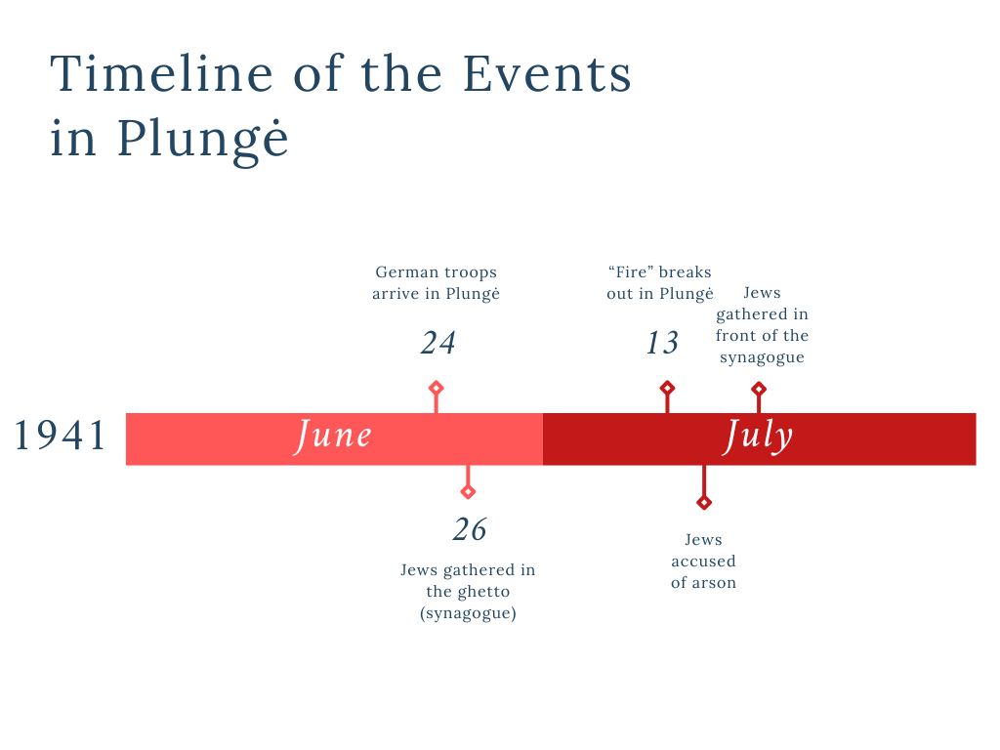 Timeline of the Events
in Plungė
German troops
arrive in Plungė
24
“Fire” breaks
out in Plungė
13
Jews
gathered in
front of the
synagogue
1941
June
July
26
Jews gathered in
the ghetto
(synagogue)
Jews
accused
of arson